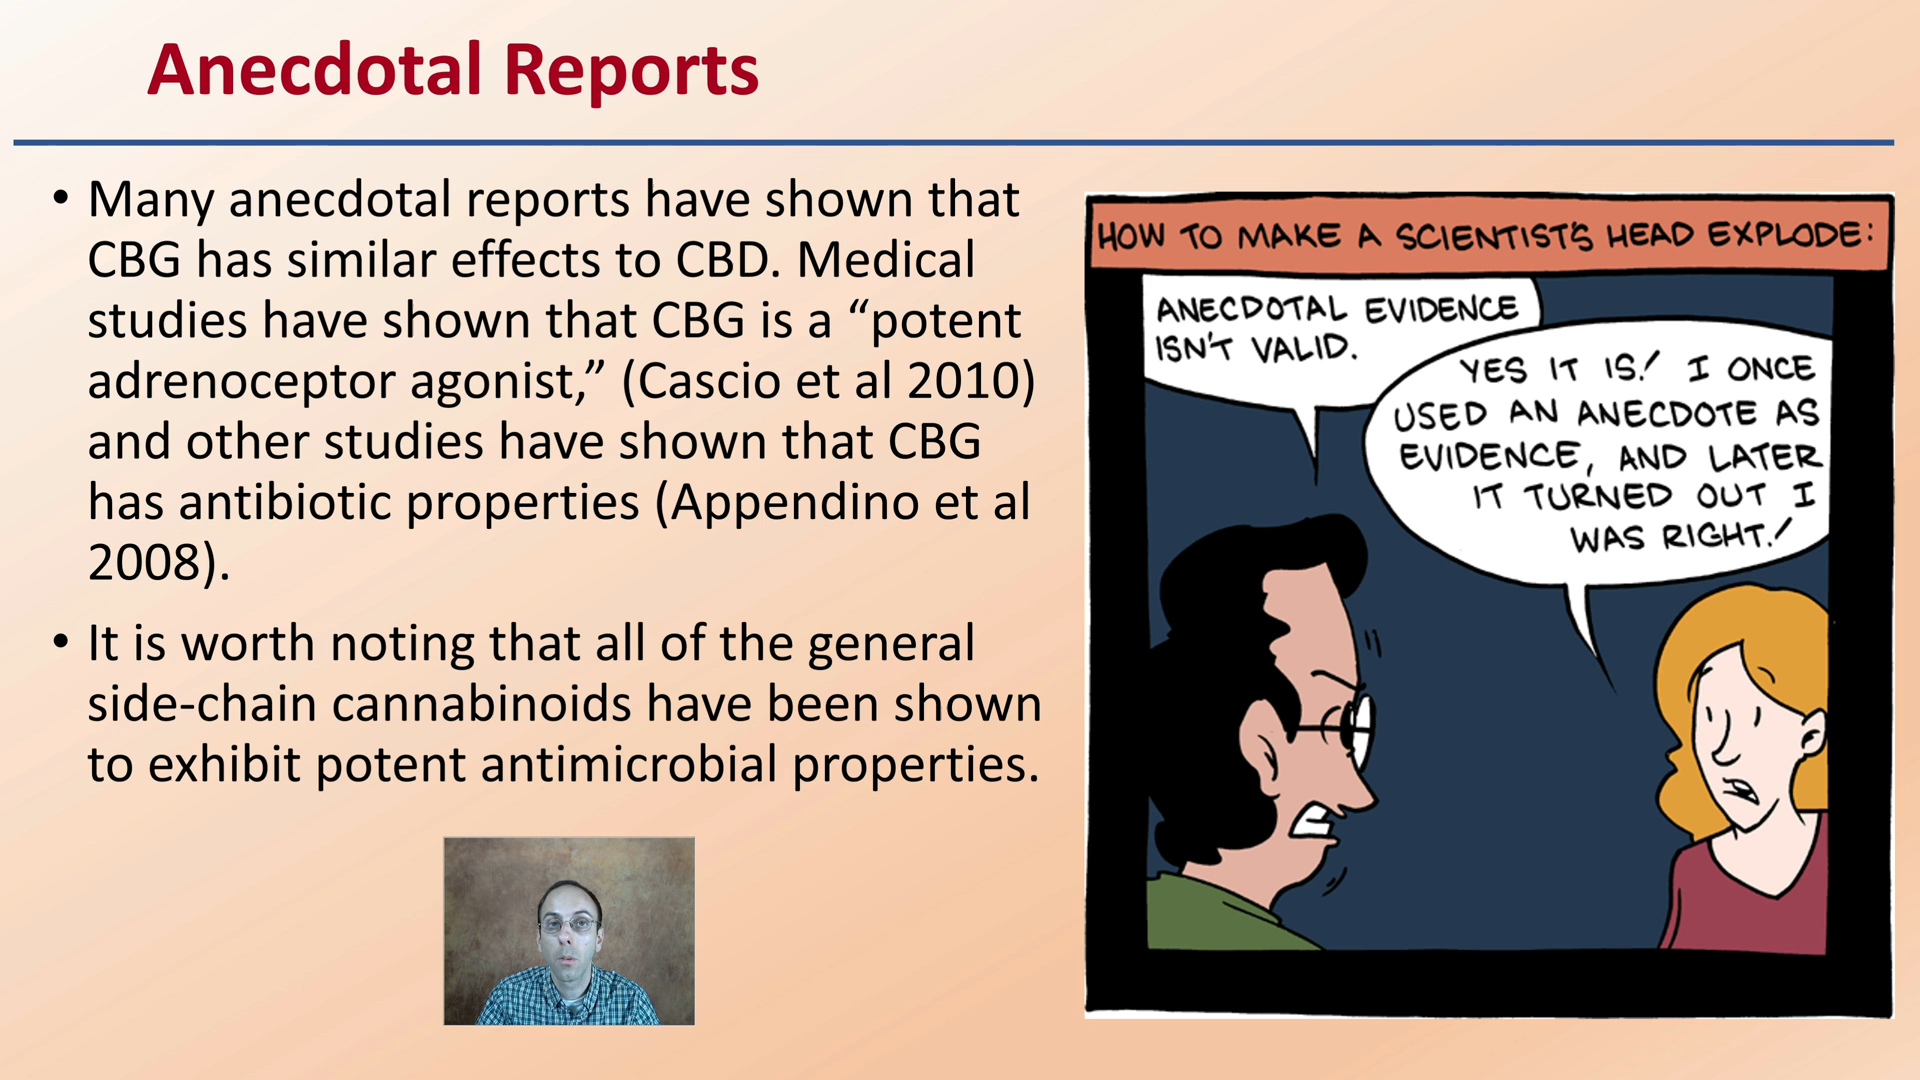 Anecdotal Reports
• Many anecdotal reports have shown that
CBG has similar effects to CBD. Medical
studies have shown that CBG is a “potent
adrenoceptor agonist,” (Cascio et al 2010)
and other studies have shown that CBG
has antibiotic properties (Appendino et al
2008).
• It is worth noting that all of the general
side-chain cannabinoids have been shown
to exhibit potent antimicrobial properties.
HOW TO MAKE A SCIENTIST'S HEAD EXPLODE:
ANECDOTAL EVIDENCE
ISN'T VALID.
YES IT IS! I ONCE
USED AN ANECDOTE AS
EVIDENCE, AND LATER
IT TURNED OUT I
WAS RIGHT!